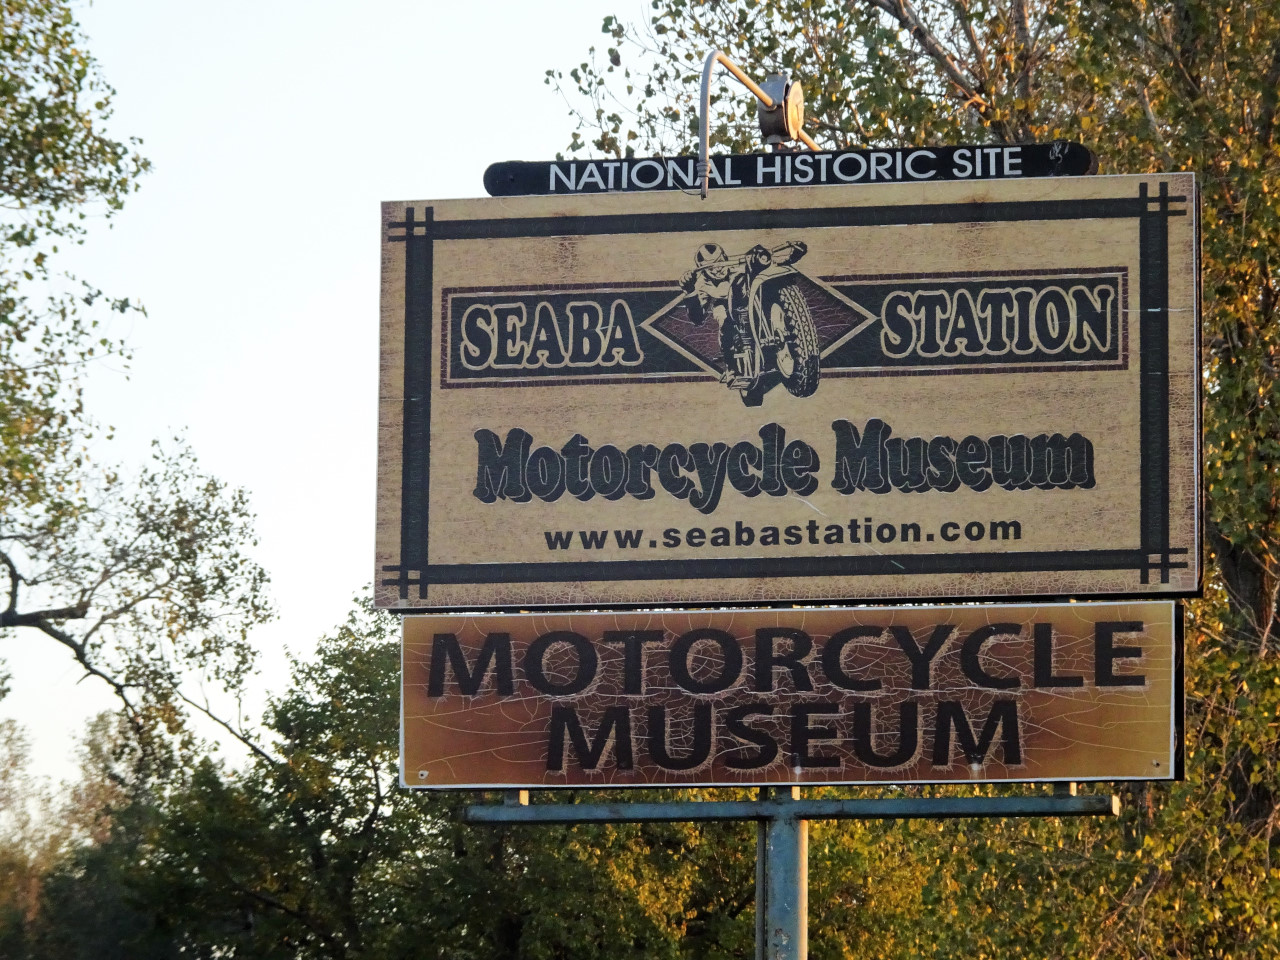 NATIONAL HISTORIC SITE
SEABA STATION
Motorcycle Museum
www.seabastation.com
MOTORCYCLE
MUSEUM